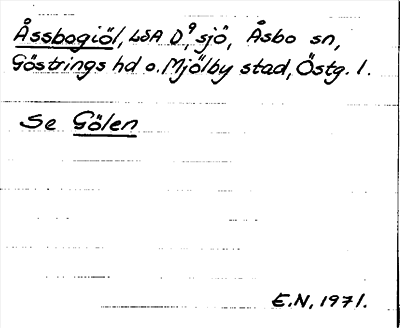 Åssbogiöl, LSA D9, sjö, Åsbo sn,
Göstrings hd o. Mjölby stad, Östg. l.
Se Gölen
E.N, 1971.